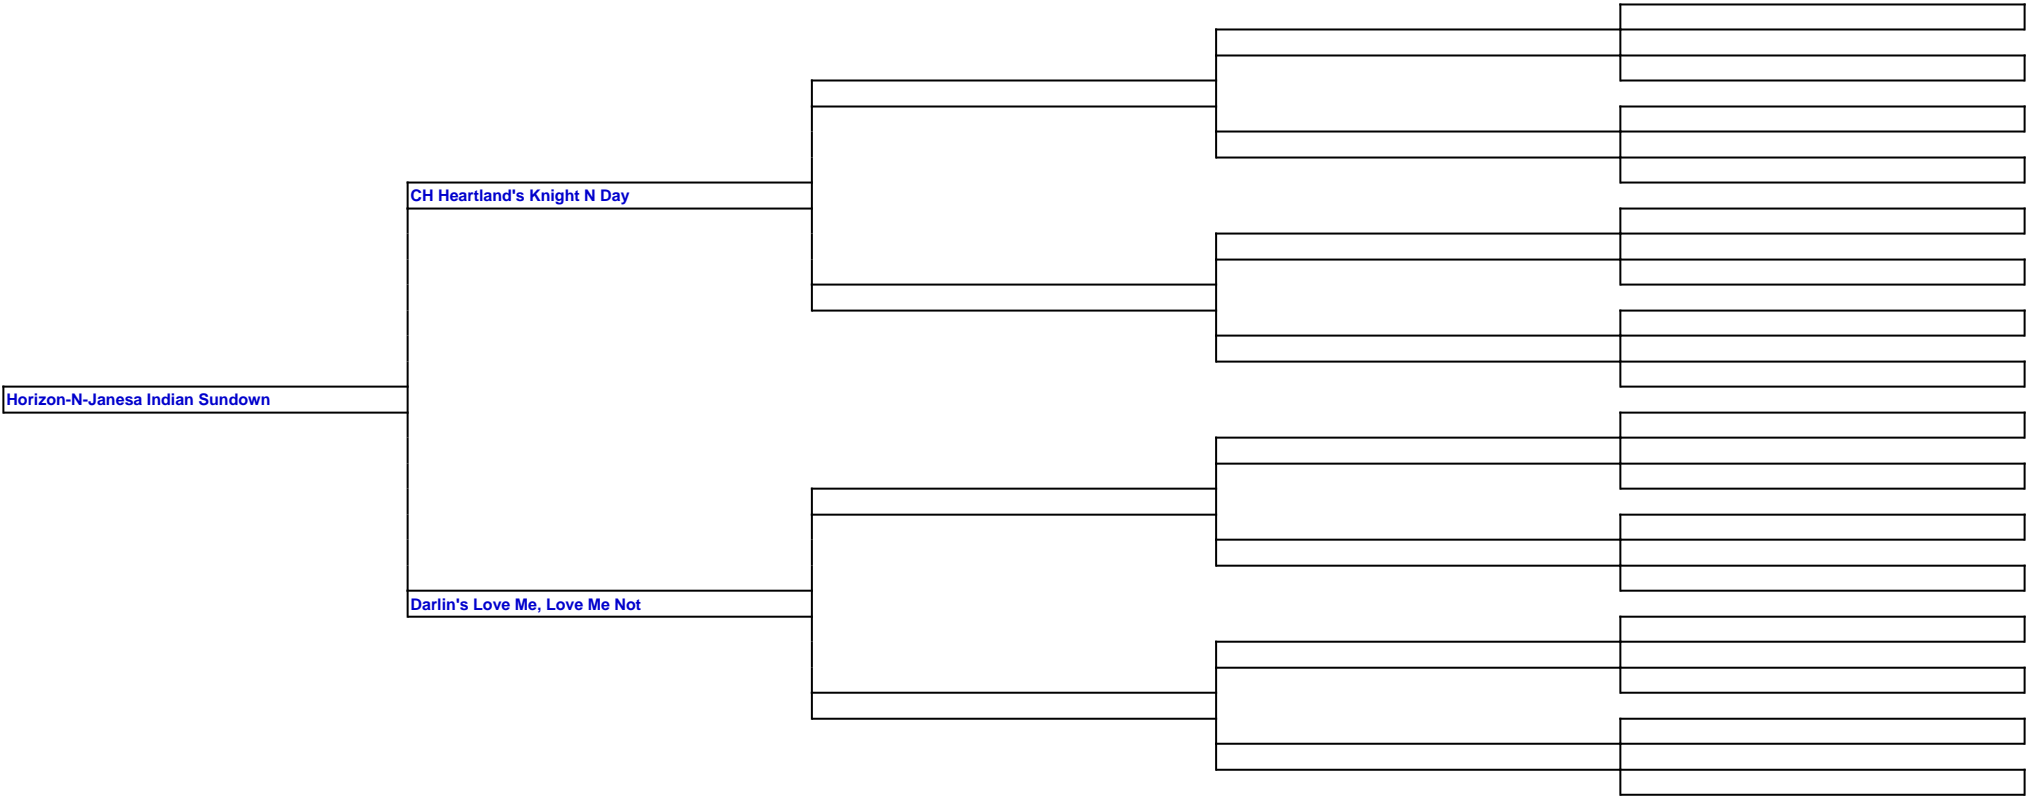 CH Heartland's Knight N Day
Horizon-N-Janesa Indian Sundown
Darlin's Love Me, Love Me Not